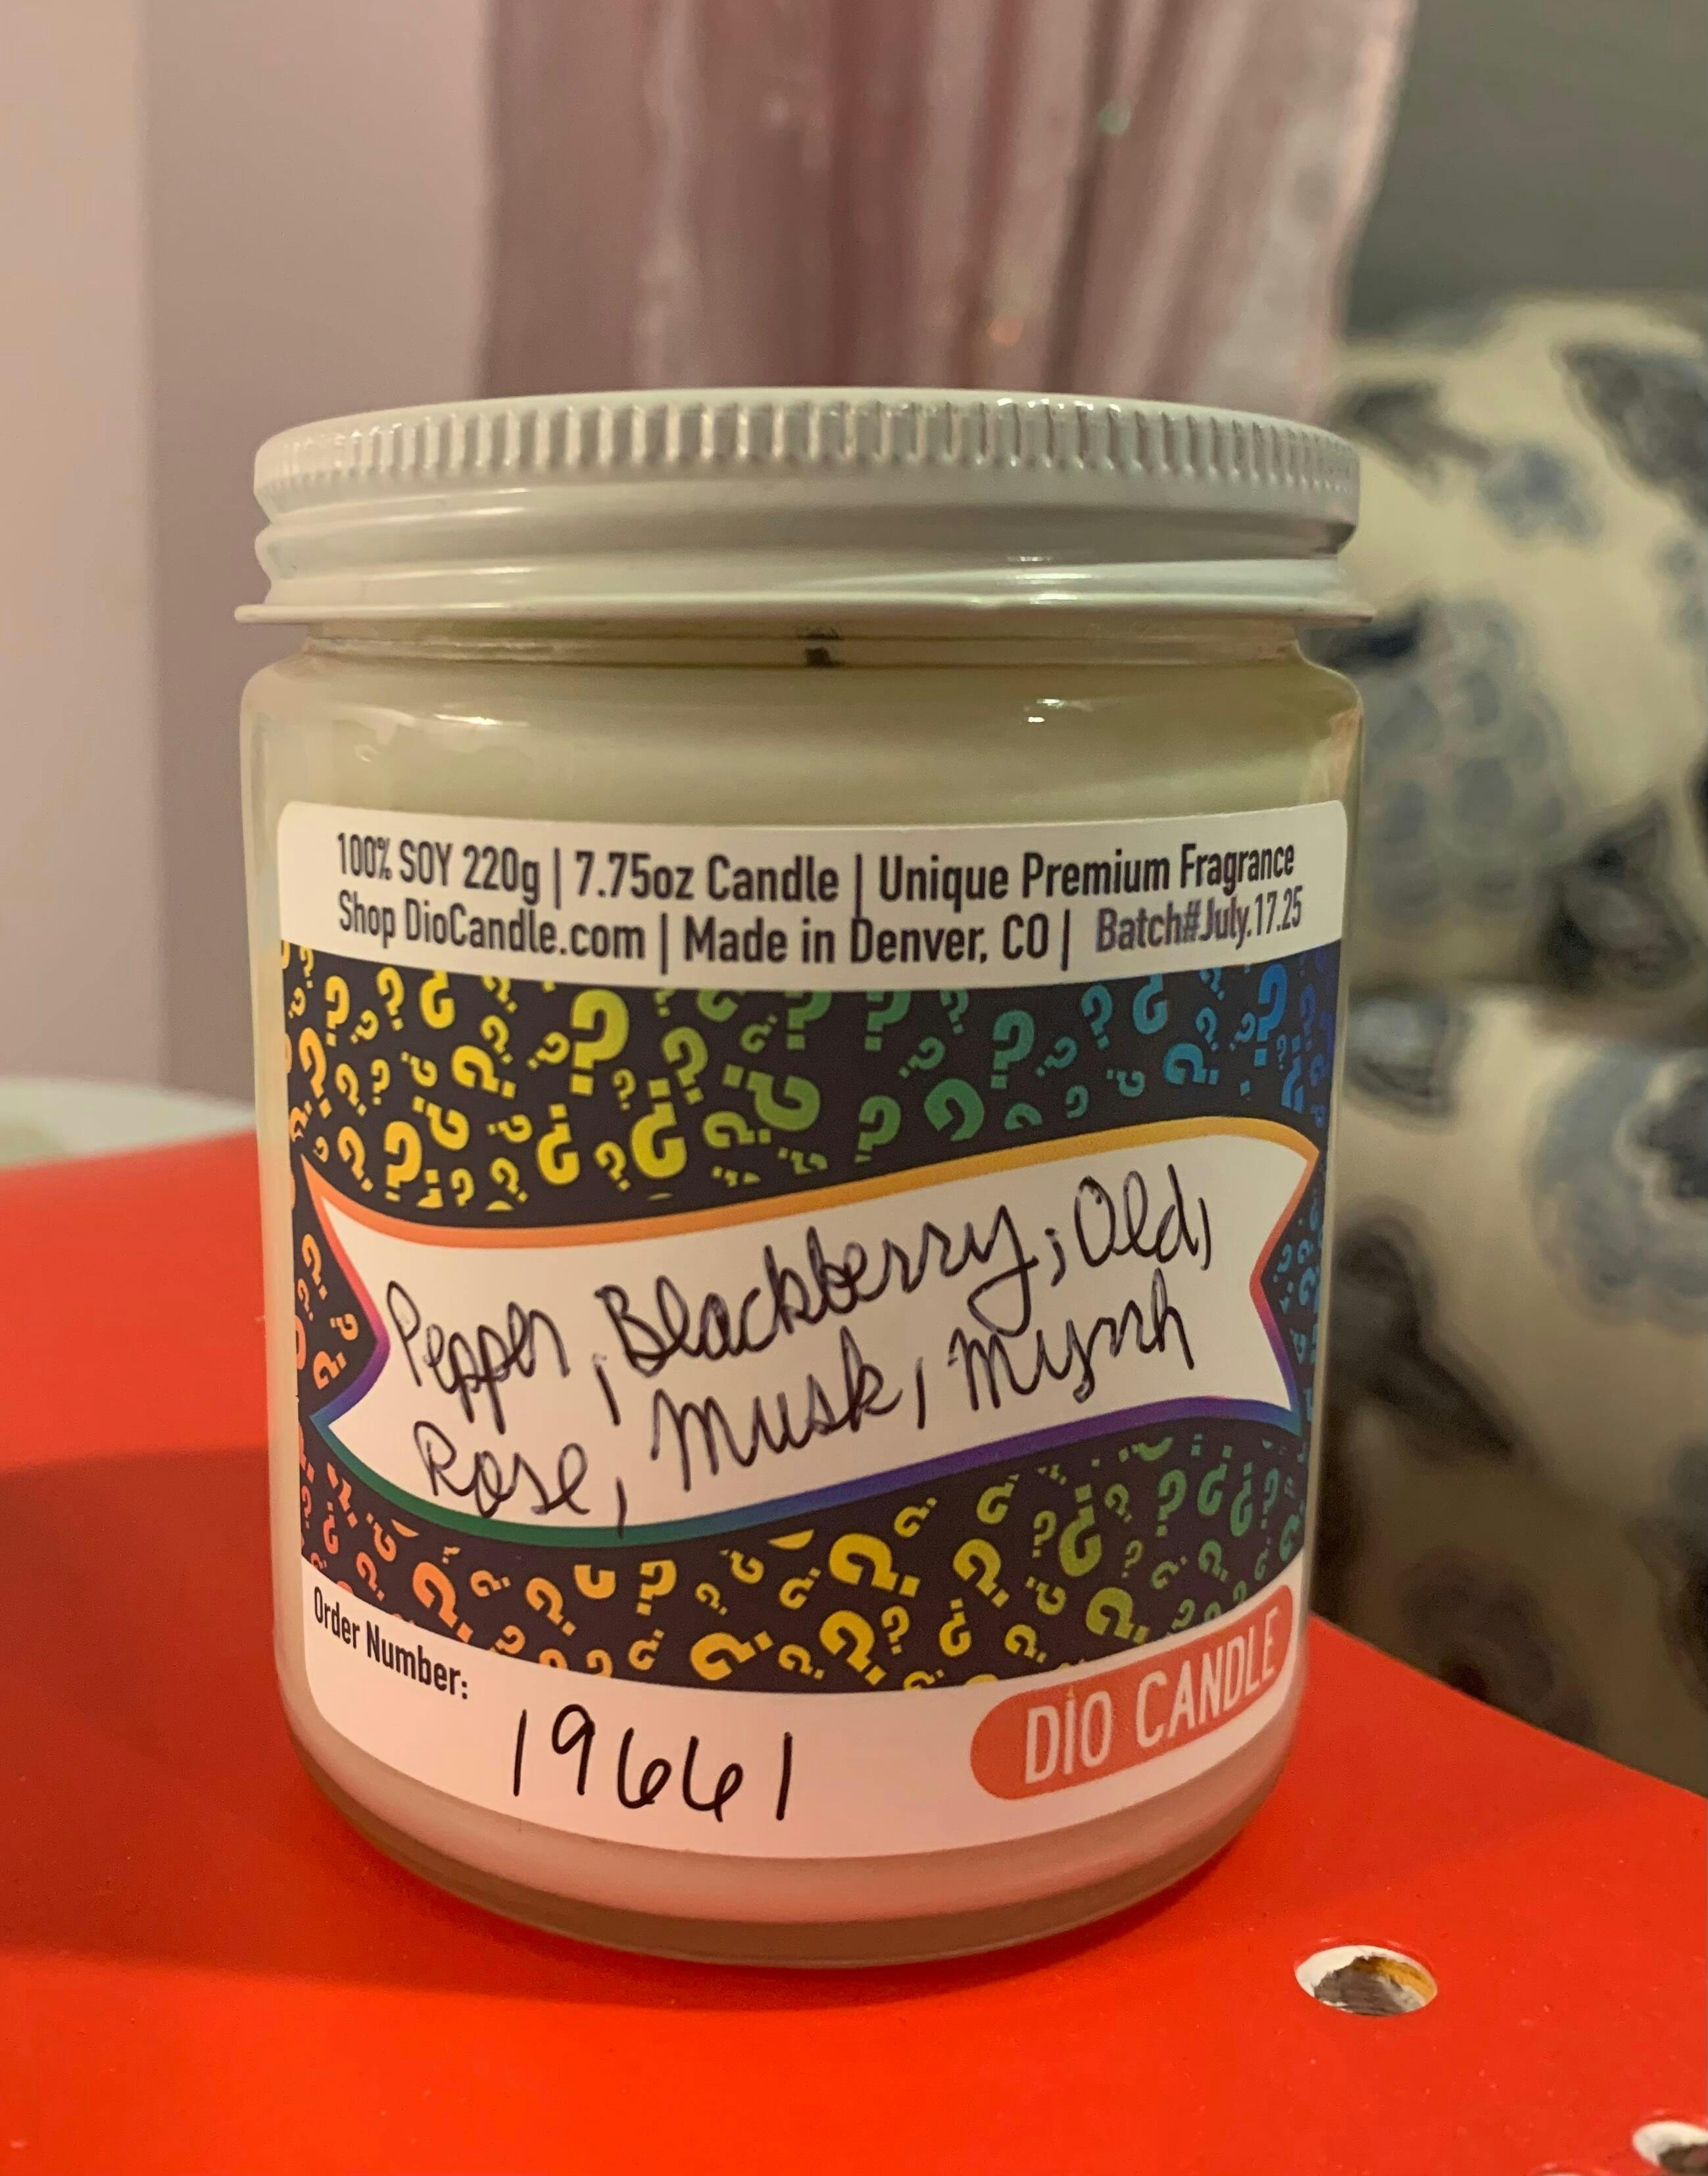 100% SOY 220g | 7.75oz Candle | Unique Premium Fragrance
Shop DioCandle.com | Made in Denver, CO | Batch#July.17.25
Pepper, Blackberry, Old,
Rose, Musk, Myrrh
Order Number:
19661
DIO CANDLE